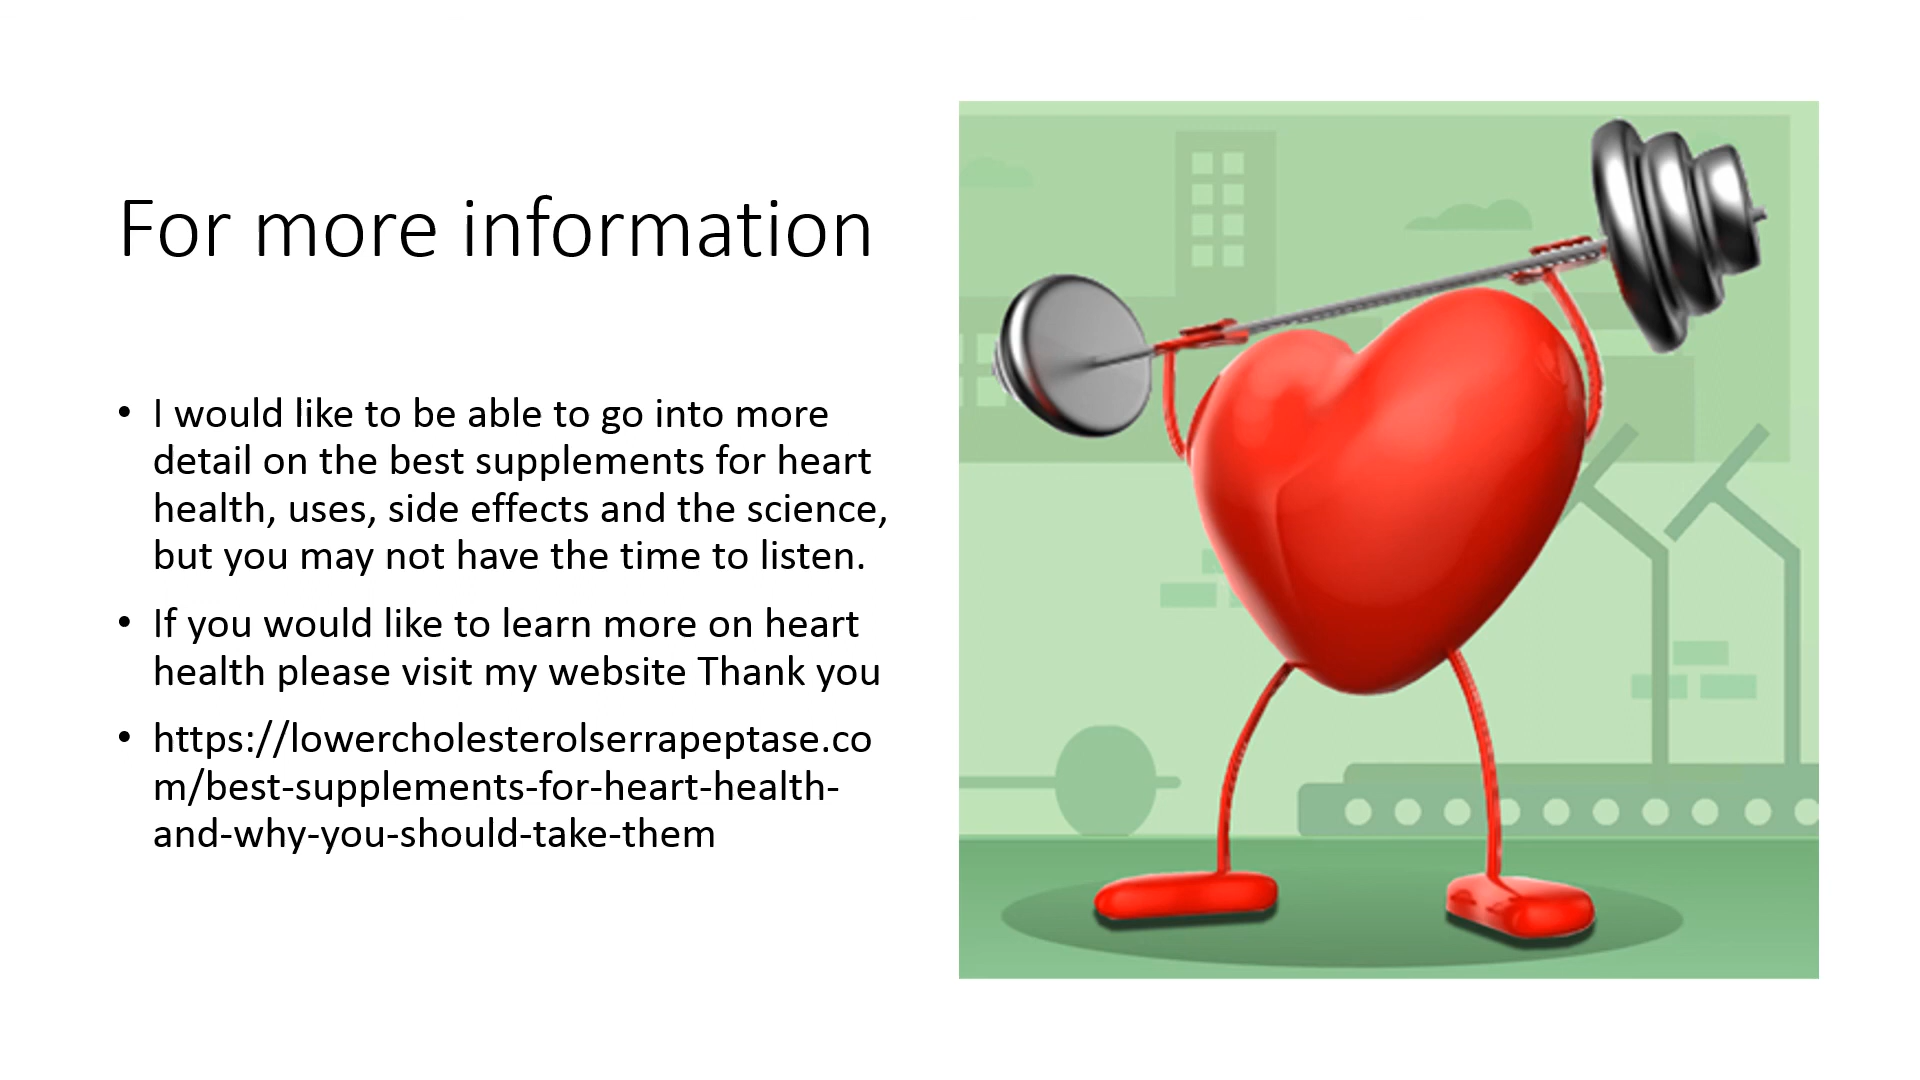 For more information
• I would like to be able to go into more
detail on the best supplements for heart
health, uses, side effects and the science,
but you may not have the time to listen.
• If you would like to learn more on heart
health please visit my website Thank you
• https://lowercholesterolserrapeptase.co
m/best-supplements-for-heart-health-
and-why-you-should-take-them